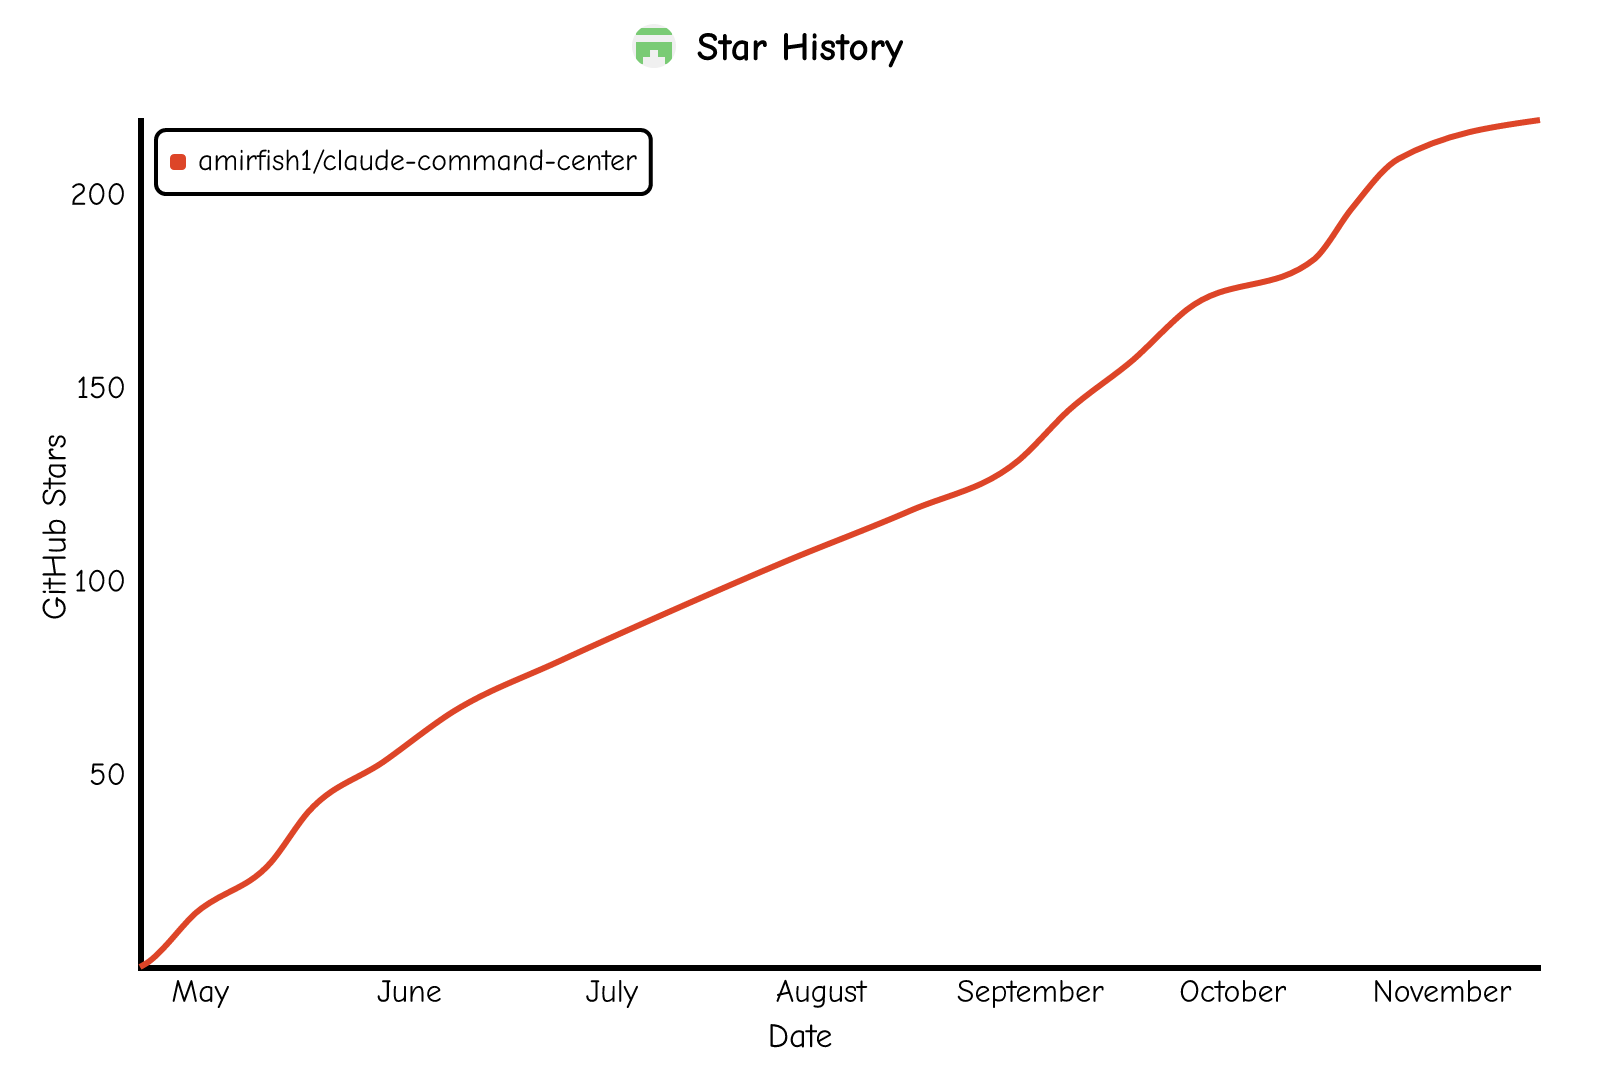 Star History
amirfish1/claude-command-center
200
150
100
50
GitHub Stars
May June July August September October November
Date